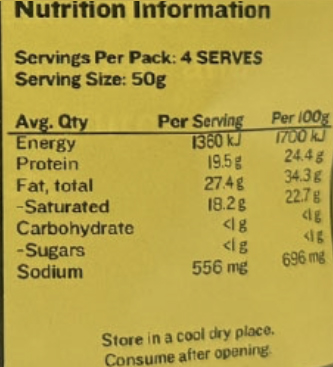 Nutrition Information
Servings Per Pack: 4 SERVES
Serving Size: 50g
Avg. Qty Per Serving Per 100g
Energy 1360 kJ 1700 kJ
Protein 19.5 g 24.4 g
Fat, total 27.4 g 34.3 g
-Saturated 18.2 g 22.7 g
Carbohydrate <1 g <1 g
-Sugars <1 g <1 g
Sodium 556 mg 696 mg
Store in a cool dry place.
Consume after opening.